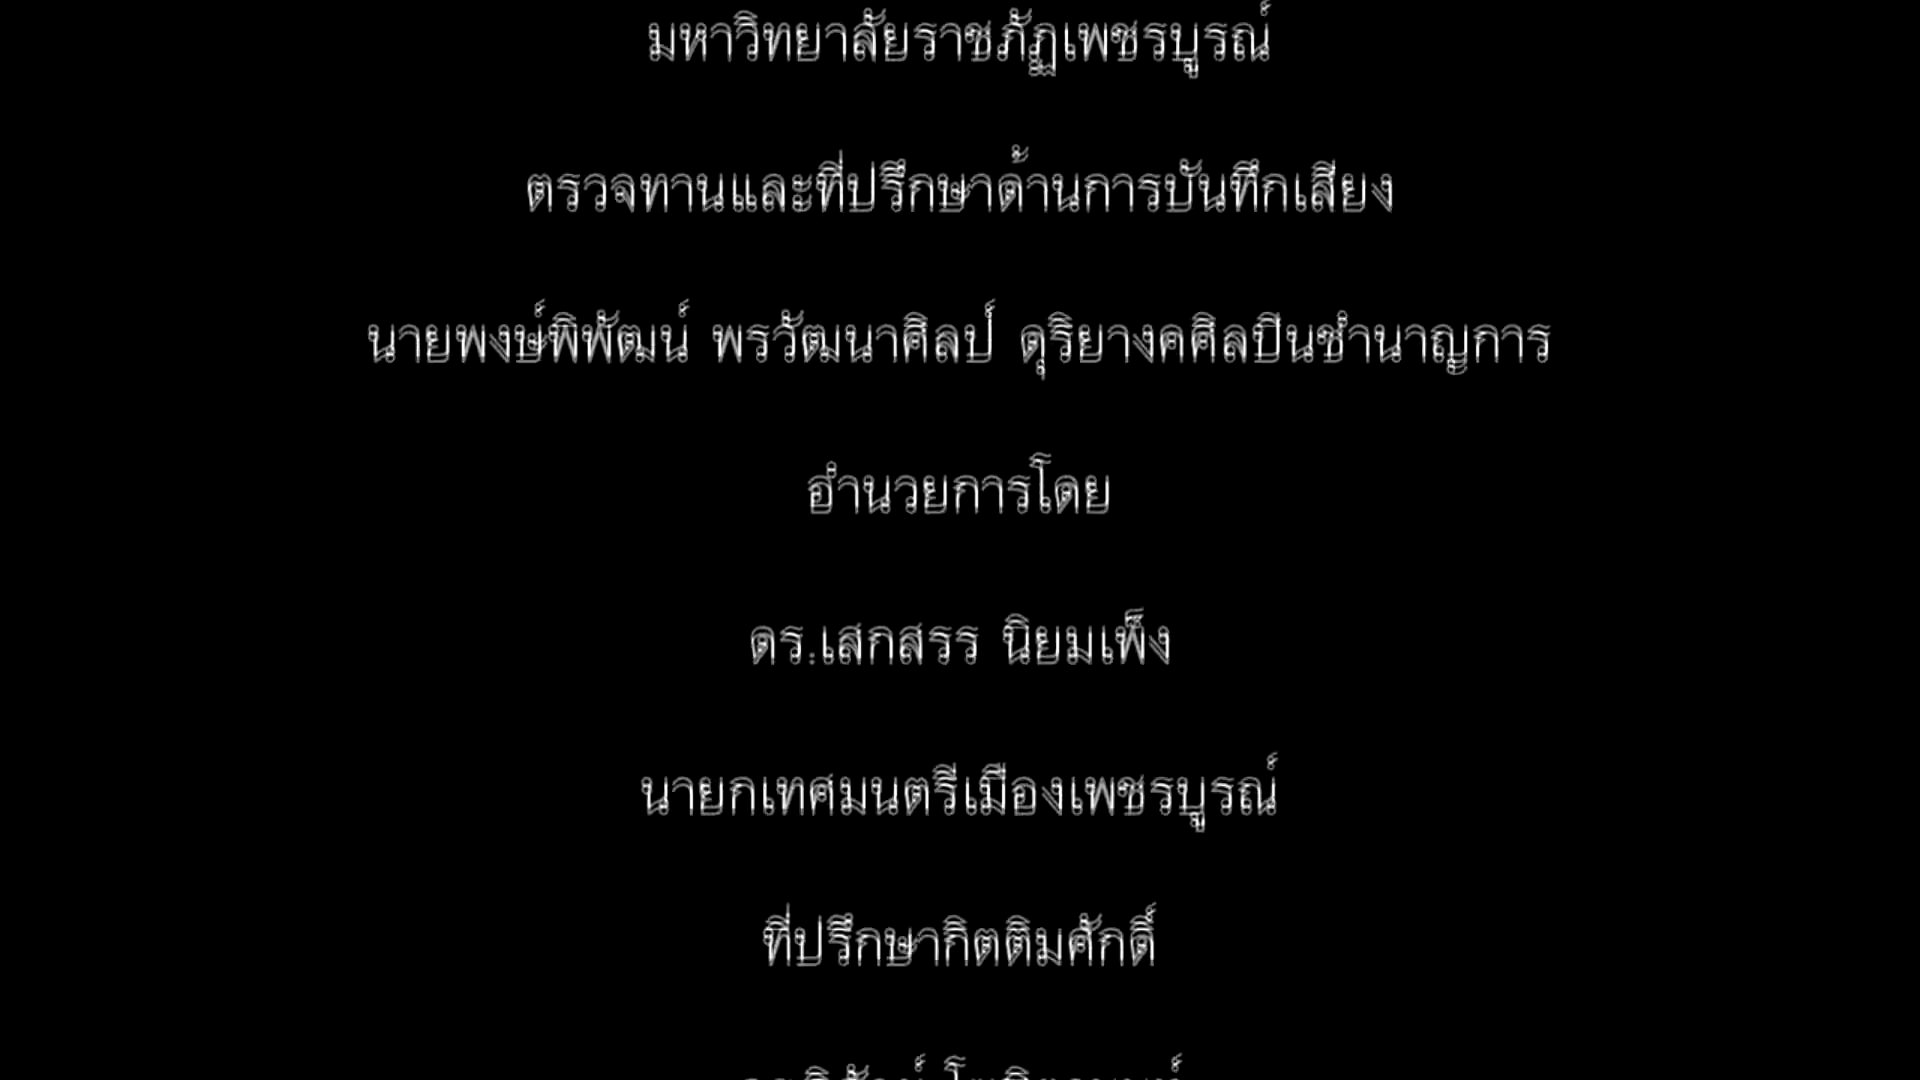 มหาวิทยาลัยราชภัฏเพชรบูรณ์
ตรวจทานและที่ปรึกษาด้านการบันทึกเสียง
นายพงษ์พิพัฒน์ พรวัฒนาศิลป์ ดุริยางคศิลปินชำนาญการ
อำนวยการโดย
ดร.เสกสรร นิยมเพ็ง
นายกเทศมนตรีเมืองเพชรบูรณ์
ที่ปรึกษากิตติมศักดิ์